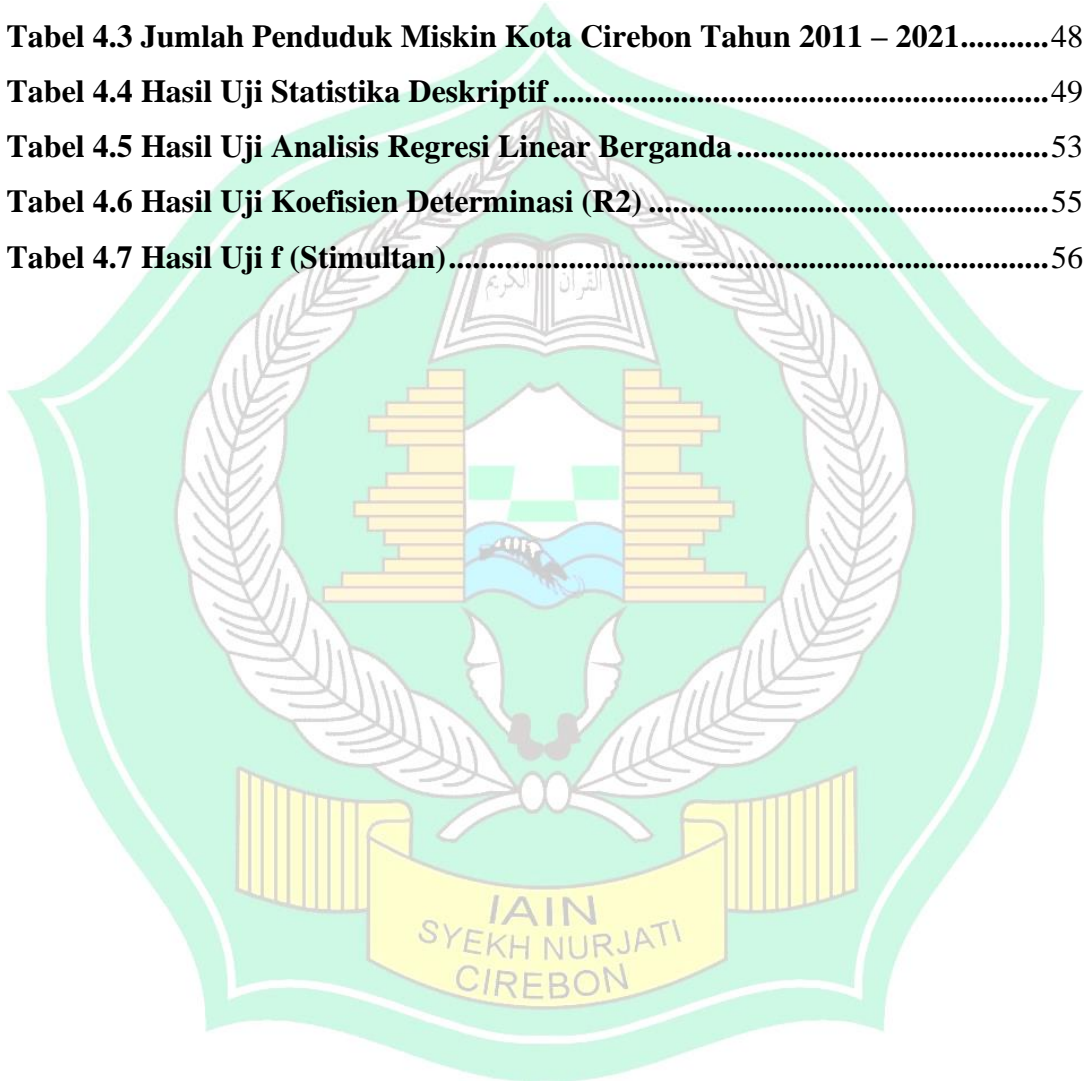 Tabel 4.3 Jumlah Penduduk Miskin Kota Cirebon Tahun 2011 – 2021...........48
Tabel 4.4 Hasil Uji Statistika Deskriptif...............................................................49
Tabel 4.5 Hasil Uji Analisis Regresi Linear Berganda........................................53
Tabel 4.6 Hasil Uji Koefisien Determinasi (R2)...................................................55
Tabel 4.7 Hasil Uji f (Stimultan)............................................................................56
القرآن الكريم
IAIN
SYEKH NURJATI
CIREBON